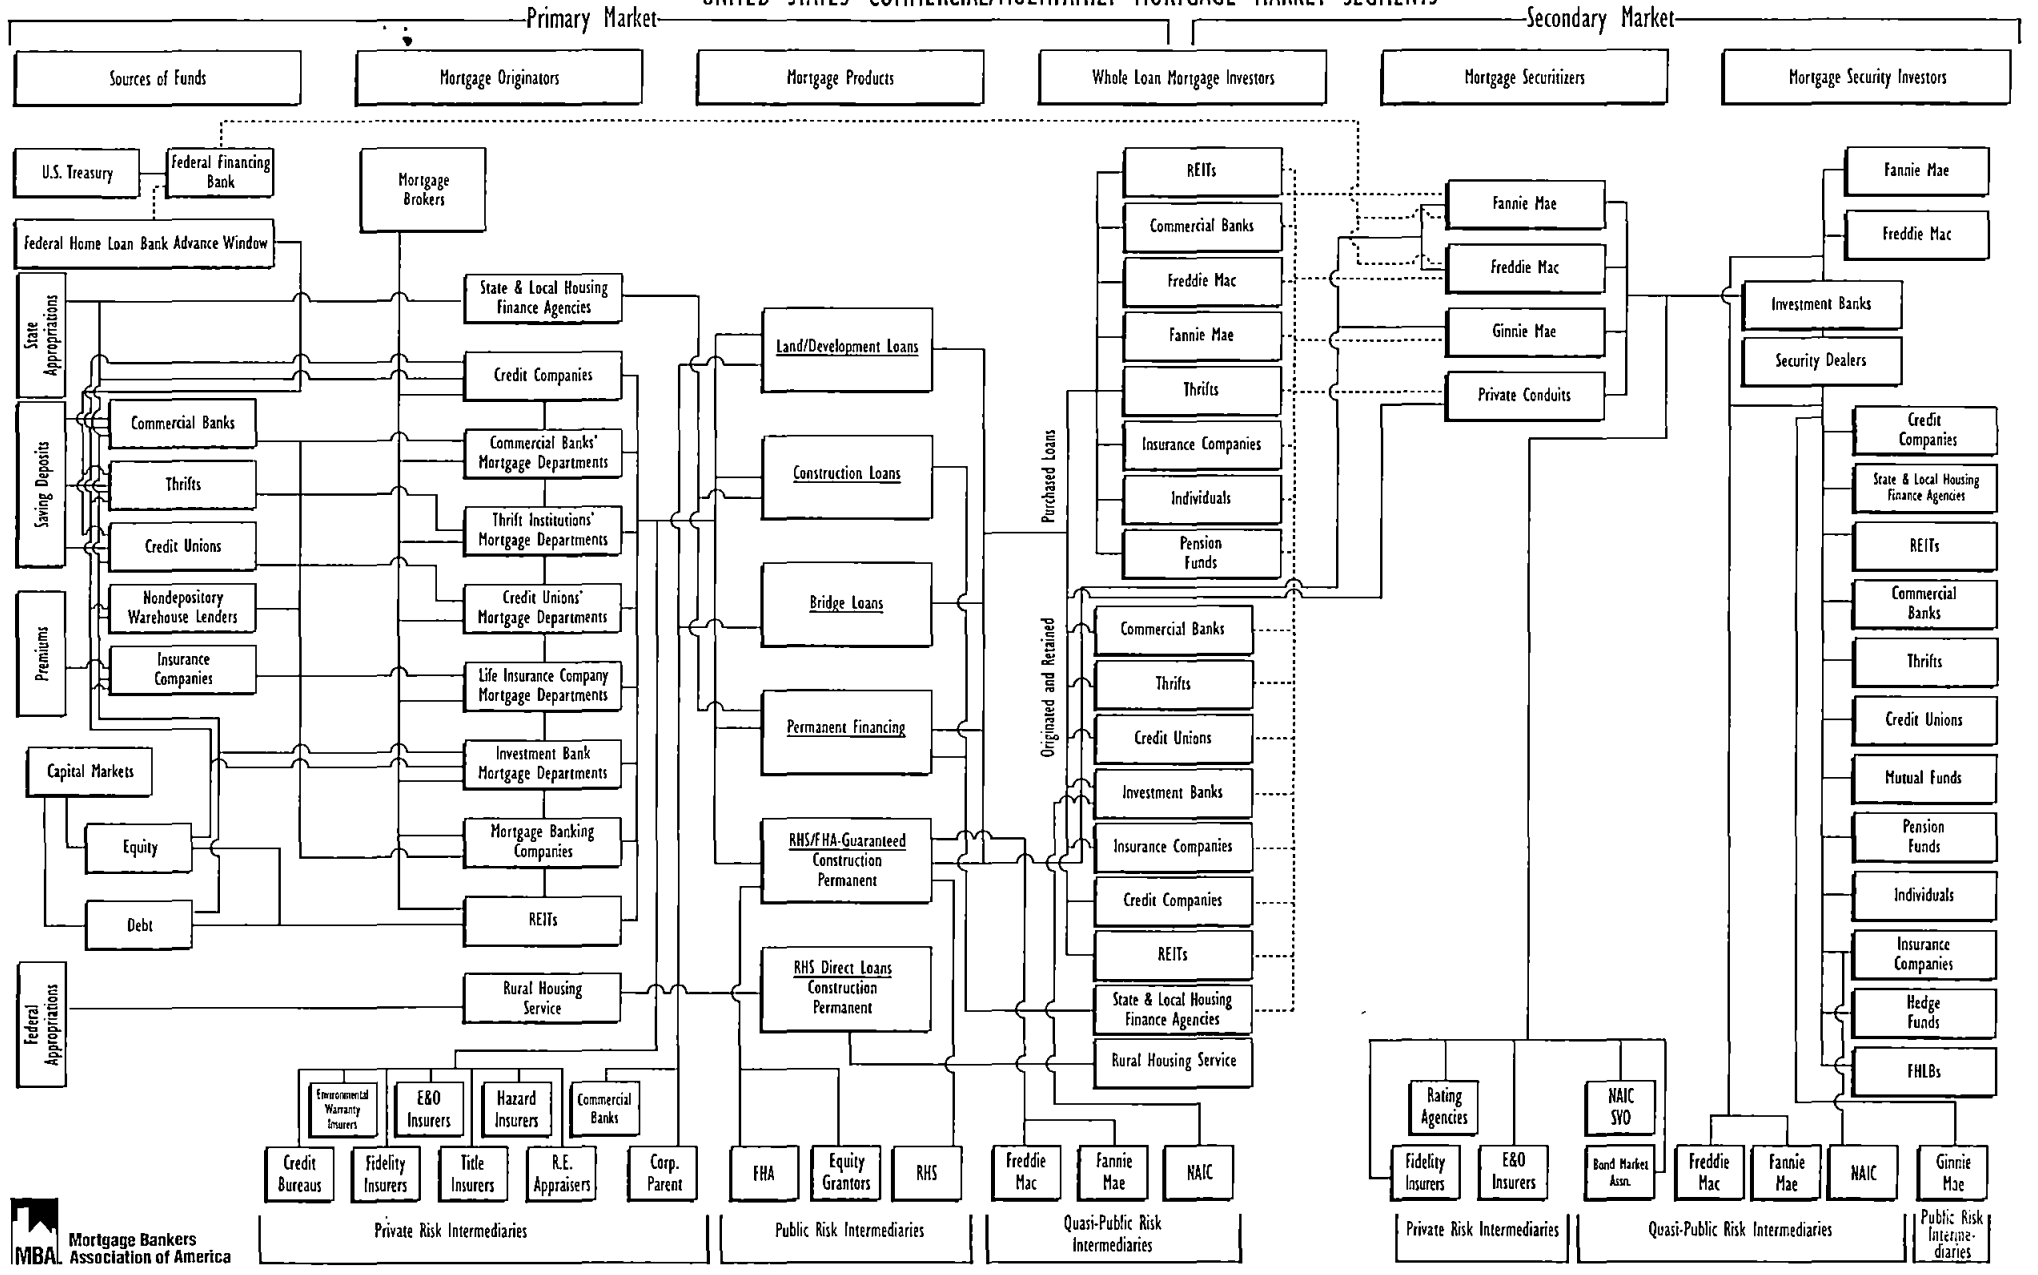 UNITED STATES COMMERCIAL/MULTIFAMILY MORTGAGE MARKET SEGMENTS
Primary Market
Secondary Market
Sources of Funds
Mortgage Originators
Mortgage Products
Whole Loan Mortgage Investors
Mortgage Securitizers
Mortgage Security Investors
U.S. Treasury
Federal Financing
Bank
Federal Home Loan Bank Advance Window
State
Appropriations
Saving Deposits
Commercial Banks
Thrifts
Credit Unions
Premiums
Nondepository
Warehouse Lenders
Insurance
Companies
Capital Markets
Equity
Debt
Federal
Appropriations
Mortgage
Brokers
State & Local Housing
Finance Agencies
Credit Companies
Commercial Banks'
Mortgage Departments
Thrift Institutions'
Mortgage Departments
Credit Unions'
Mortgage Departments
Life Insurance Company
Mortgage Departments
Investment Bank
Mortgage Departments
Mortgage Banking
Companies
REITs
Rural Housing
Service
Land/Development Loans
Construction Loans
Bridge Loans
Permanent Financing
RHS/FHA-Guaranteed
Construction
Permanent
RHS Direct Loans
Construction
Permanent
Purchased Loans
REITs
Commercial Banks
Freddie Mac
Fannie Mae
Thrifts
Insurance Companies
Individuals
Pension
Funds
Originated and Retained
Commercial Banks
Thrifts
Credit Unions
Investment Banks
Insurance Companies
Credit Companies
REITs
State & Local Housing
Finance Agencies
Rural Housing Service
Fannie Mae
Freddie Mac
Ginnie Mae
Private Conduits
Fannie Mae
Freddie Mac
Investment Banks
Security Dealers
Credit
Companies
State & Local Housing
Finance Agencies
REITs
Commercial
Banks
Thrifts
Credit Unions
Mutual Funds
Pension
Funds
Individuals
Insurance
Companies
Hedge
Funds
FHLBs
Environmental
Warranty
Insurers
E&O
Insurers
Hazard
Insurers
Commercial
Banks
Credit
Bureaus
Fidelity
Insurers
Title
Insurers
R.E.
Appraisers
Corp.
Parent
FHA
Equity
Grantors
RHS
Freddie
Mac
Fannie
Mae
NAIC
Rating
Agencies
NAIC
SVO
Fidelity
Insurers
E&O
Insurers
Bond Market
Assn.
Freddie
Mac
Fannie
Mae
NAIC
Ginnie
Mae
Private Risk Intermediaries
Public Risk Intermediaries
Quasi-Public Risk
Intermediaries
Private Risk Intermediaries
Quasi-Public Risk Intermediaries
Public Risk
Interme-
diaries
MBA
Mortgage Bankers
Association of America